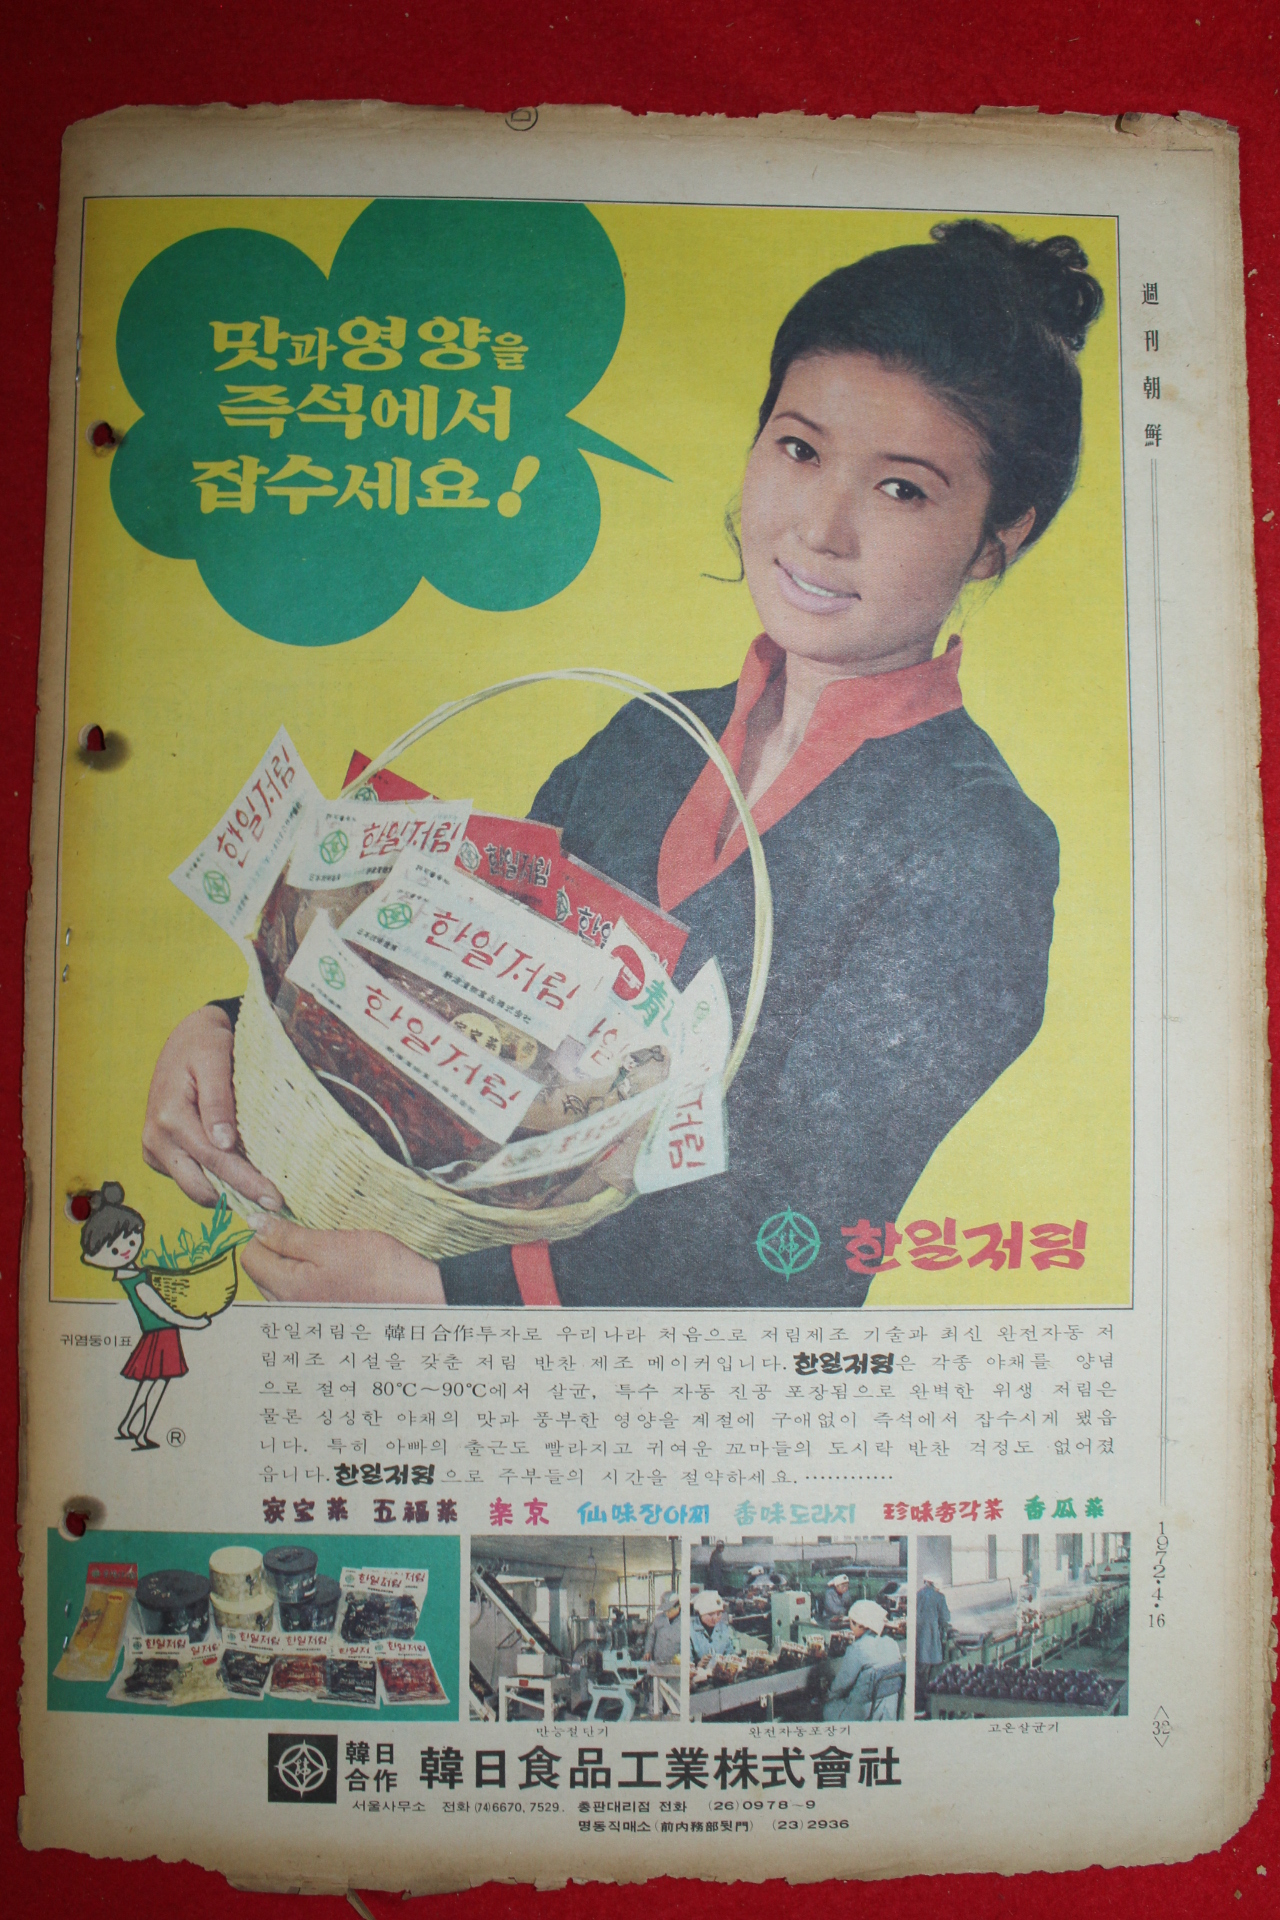 맛과영양을
즉석에서
잡수세요!
週刊朝鮮
한일저림
한일저림
한일저림
한일저림
한일저림
한일저림
귀염둥이표
®
한일저림은 韓日合作투자로 우리나라 처음으로 저림제조 기술과 최신 완전자동 저
림제조 시설을 갖춘 저림 반찬 제조 메이커입니다. 한일저림은 각종 야채를 양념
으로 절여 80℃~90℃에서 살균, 특수 자동 진공 포장됨으로 완벽한 위생 저림은
물론 싱싱한 야채의 맛과 풍부한 영양을 계절에 구애없이 즉석에서 잡수시게 됐읍
니다. 특히 아빠의 출근도 빨라지고 귀여운 꼬마들의 도시락 반찬 걱정도 없어졌
읍니다. 한일저림으로 주부들의 시간을 절약하세요. …………
家宝菜 五福菜 楽京 仙味장아찌 香味도라지 珍味총각菜 香瓜菜
1972·4·16
<32>
만능절단기 완전자동포장기 고온살균기
韓日
合作 韓日食品工業株式會社
서울사무소 전화 (74)6670, 7529. 총판대리점 전화 (26)0978~9
명동직매소(前内務部뒷門) (23)2936